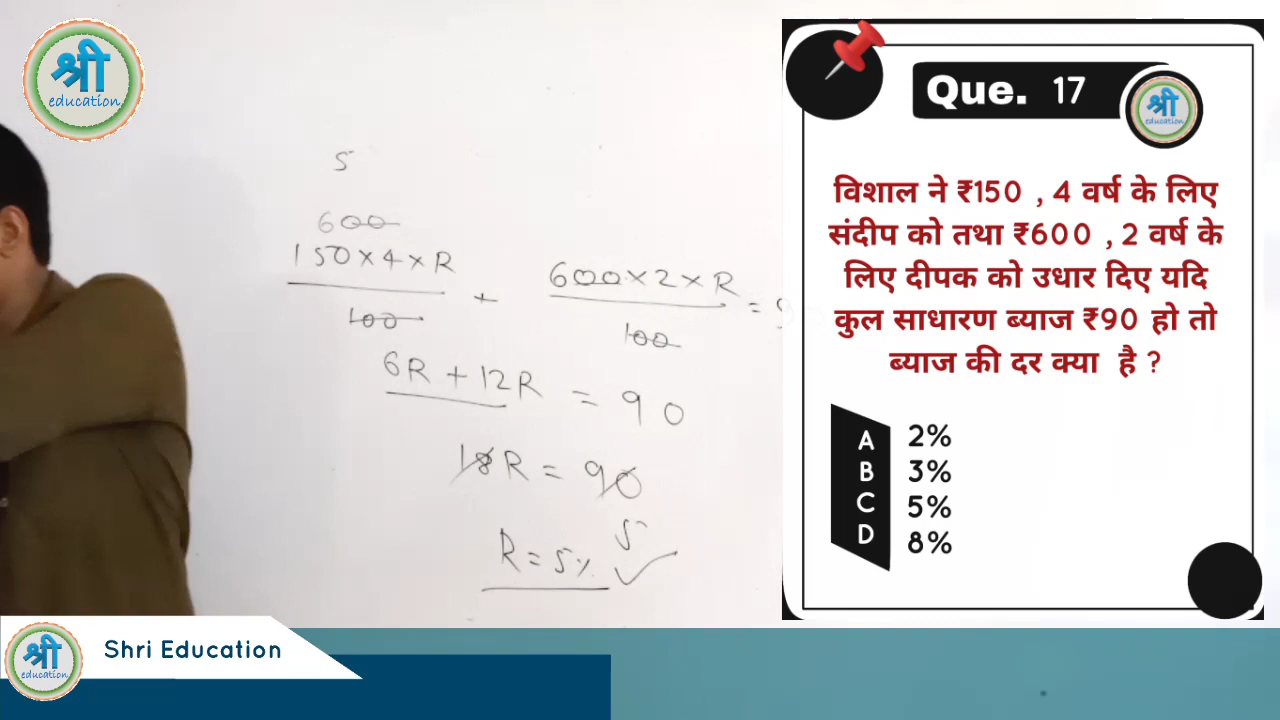 श्री
education
Que. 17
श्री
education
विशाल ने ₹150 , 4 वर्ष के लिए
संदीप को तथा ₹600 , 2 वर्ष के
लिए दीपक को उधार दिए यदि
कुल साधारण ब्याज ₹90 हो तो
ब्याज की दर क्या है ?
A 2%
B 3%
C 5%
D 8%
5
600
150×4×R + 600×2×R = 9
100 100
6R + 12R = 90
18R = 90
5
R = 5%
श्री
education
Shri Education